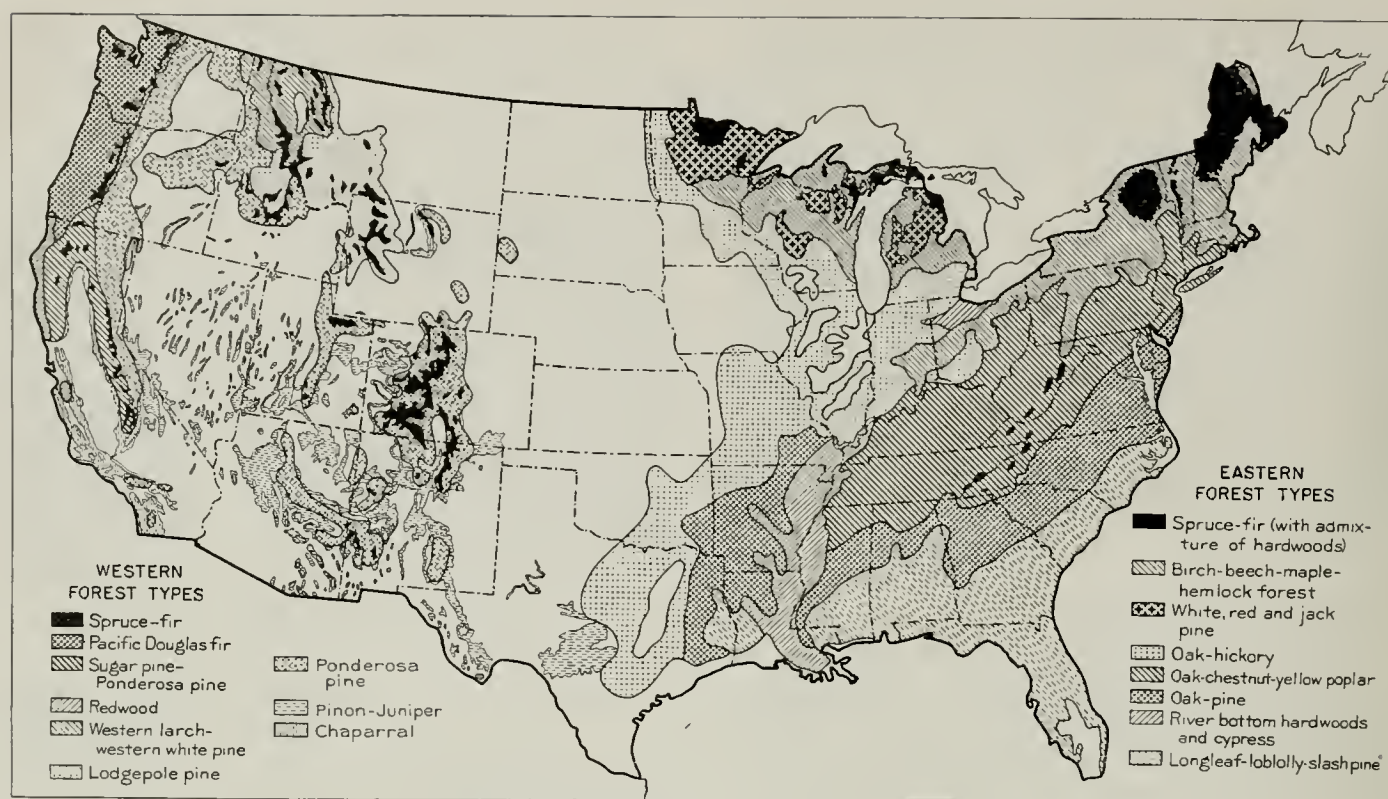 WESTERN
FOREST TYPES
Spruce-fir
Pacific Douglas fir
Sugar pine-
Ponderosa pine
Redwood
Western larch-
western white pine
Lodgepole pine
Ponderosa
pine
Pinon-Juniper
Chaparral
EASTERN
FOREST TYPES
Spruce-fir (with admix-
ture of hardwoods)
Birch-beech-maple-
hemlock forest
White, red and jack
pine
Oak-hickory
Oak-chestnut-yellow poplar
Oak-pine
River bottom hardwoods
and cypress
Longleaf-loblolly-slash pine